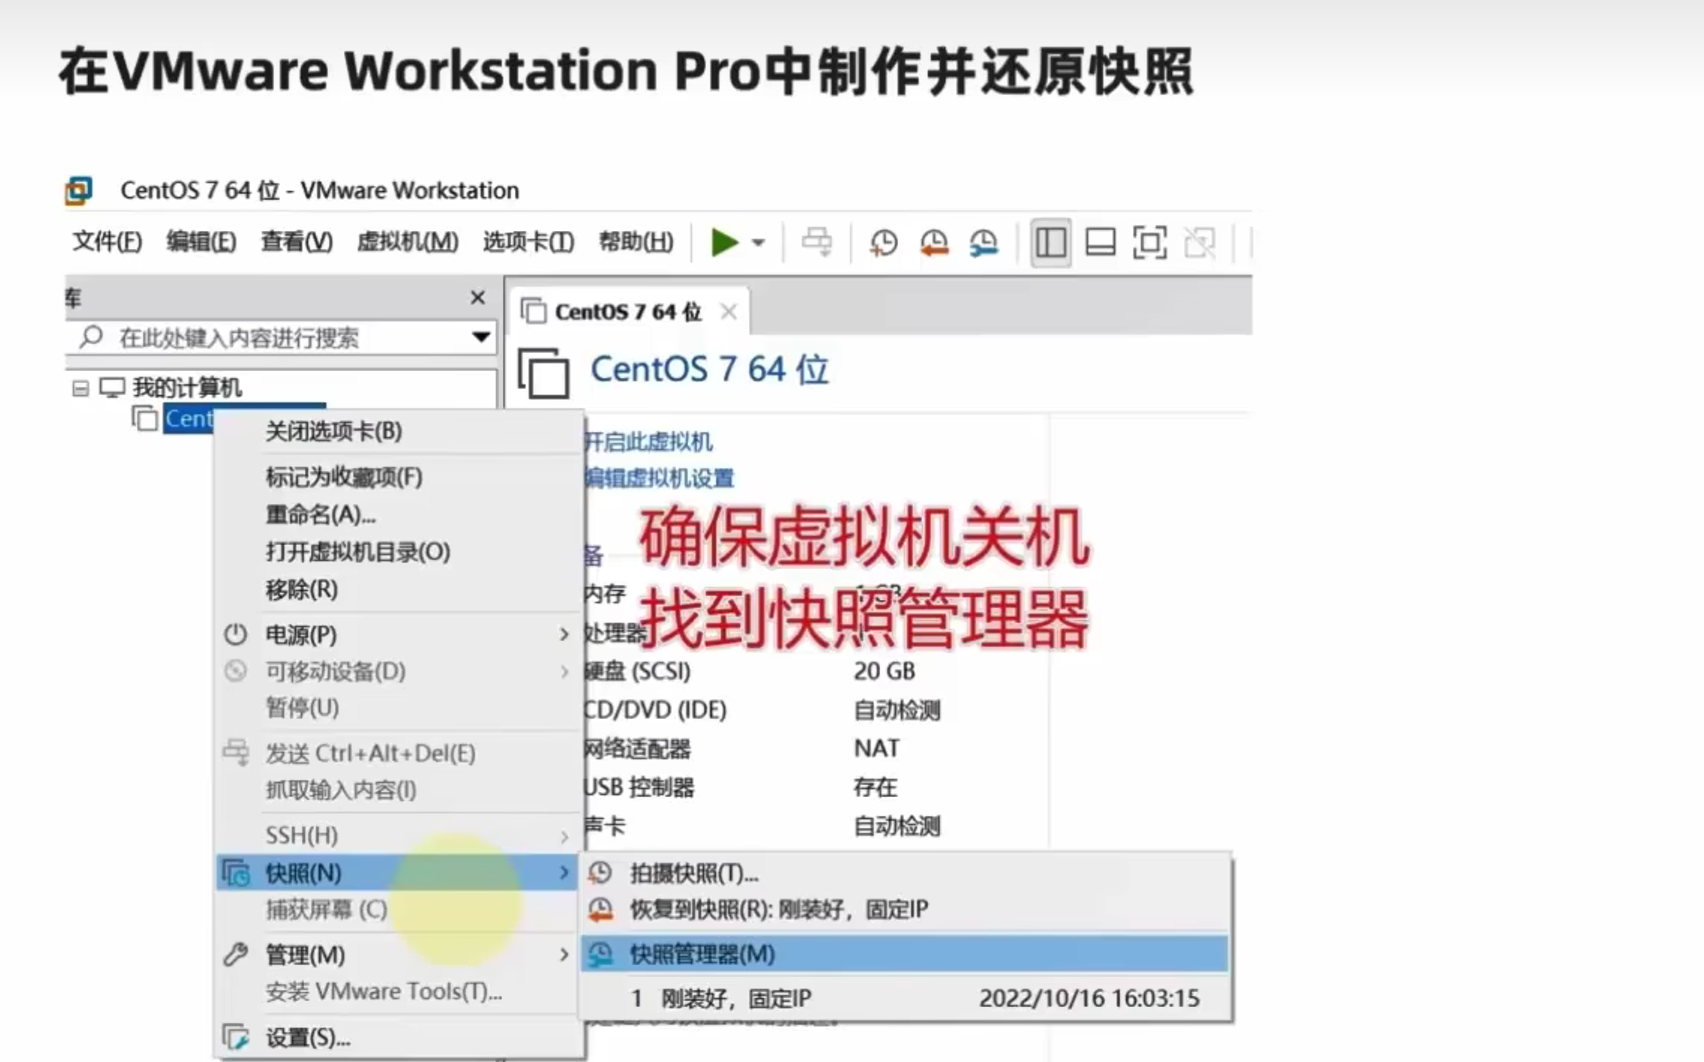 在VMware Workstation Pro中制作并还原快照
CentOS 7 64 位 - VMware Workstation
文件(F) 编辑(E) 查看(V) 虚拟机(M) 选项卡(T) 帮助(H)
库
在此处键入内容进行搜索
CentOS 7 64 位
我的计算机
CentOS 7 64 位
Cent
关闭选项卡(B)
开启此虚拟机
标记为收藏项(F)
编辑虚拟机设置
重命名(A)...
确保虚拟机关机
打开虚拟机目录(O)
备
移除(R)
内存
找到快照管理器
电源(P)
处理器
可移动设备(D)
硬盘 (SCSI) 20 GB
暂停(U)
CD/DVD (IDE) 自动检测
发送 Ctrl+Alt+Del(E)
网络适配器 NAT
抓取输入内容(I)
USB 控制器 存在
SSH(H)
声卡 自动检测
快照(N)
拍摄快照(T)...
捕获屏幕 (C)
恢复到快照(R): 刚装好，固定IP
管理(M)
快照管理器(M)
安装 VMware Tools(T)...
1 刚装好，固定IP 2022/10/16 16:03:15
设置(S)...